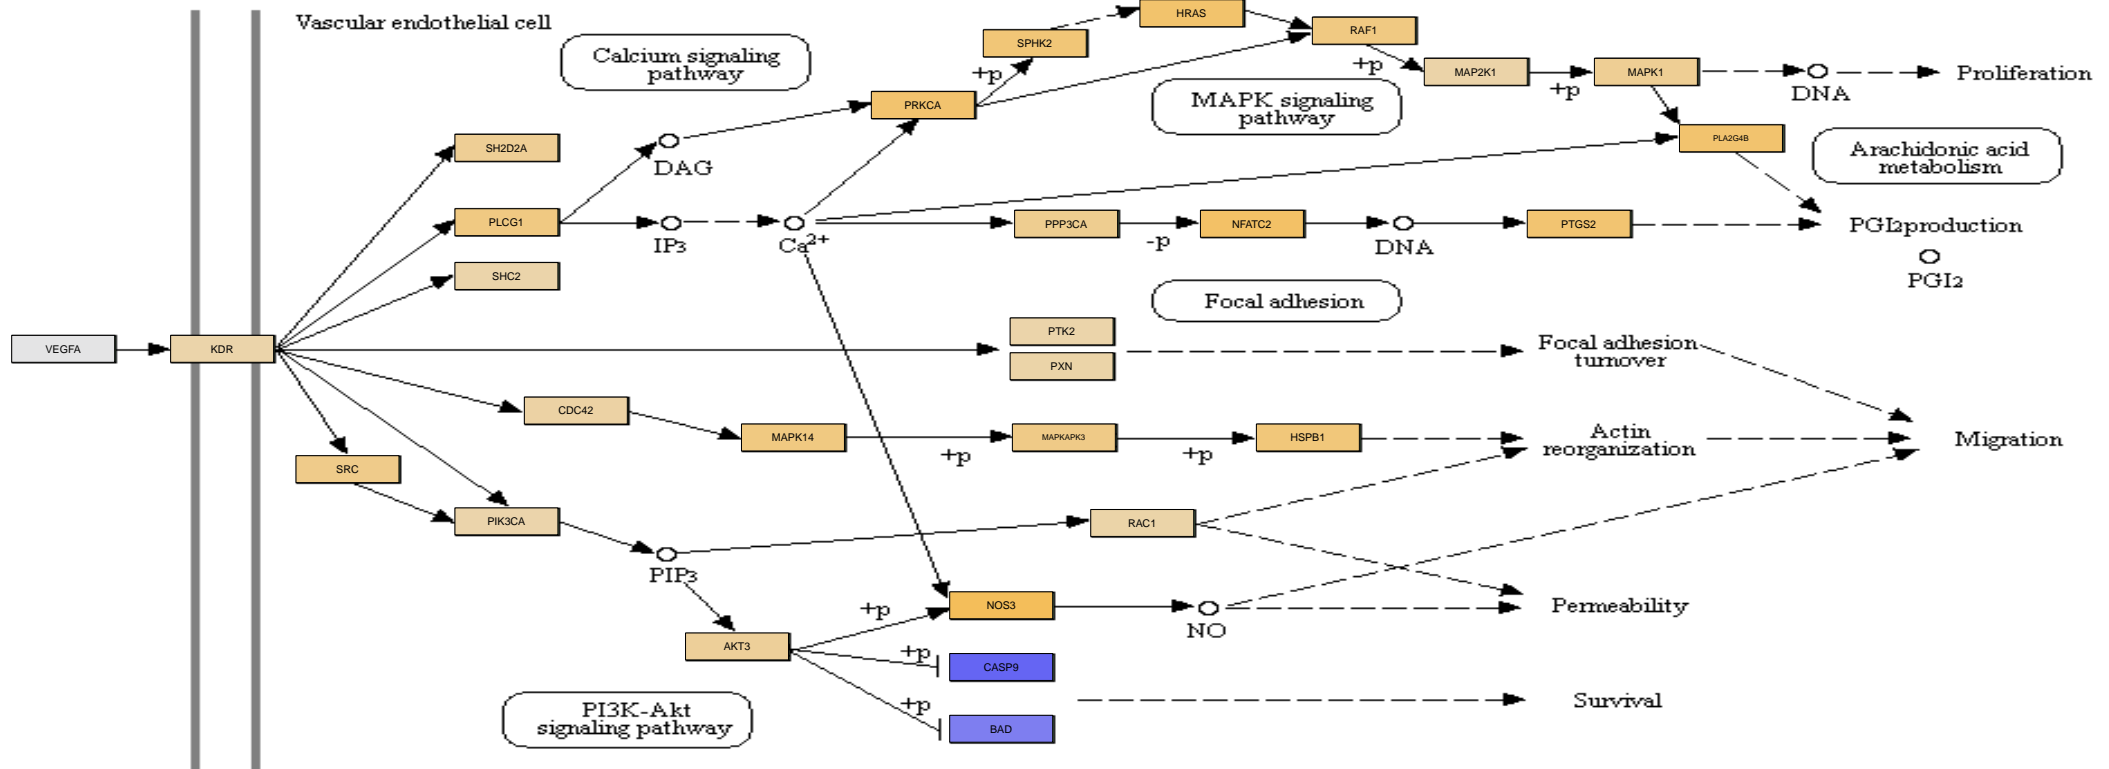 Vascular endothelial cell
HRAS
SPHK2
RAF1
Calcium signaling
pathway
+p
+p
MAP2K1
MAPK1
DNA
Proliferation
+p
PRKCA
MAPK signaling
pathway
PLA2G4B
Arachidonic acid
metabolism
SH2D2A
DAG
PLCG1
IP3
Ca2+
PPP3CA
-p
NFATC2
DNA
PTGS2
PGI2production
PGI2
SHC2
Focal adhesion
VEGFA
KDR
PTK2
PXN
Focal adhesion
turnover
CDC42
MAPK14
+p
MAPKAPK3
+p
HSPB1
Actin
reorganization
Migration
SRC
PIK3CA
RAC1
PIP3
+p
NOS3
NO
Permeability
AKT3
+p
CASP9
+p
BAD
Survival
PI3K-Akt
signaling pathway